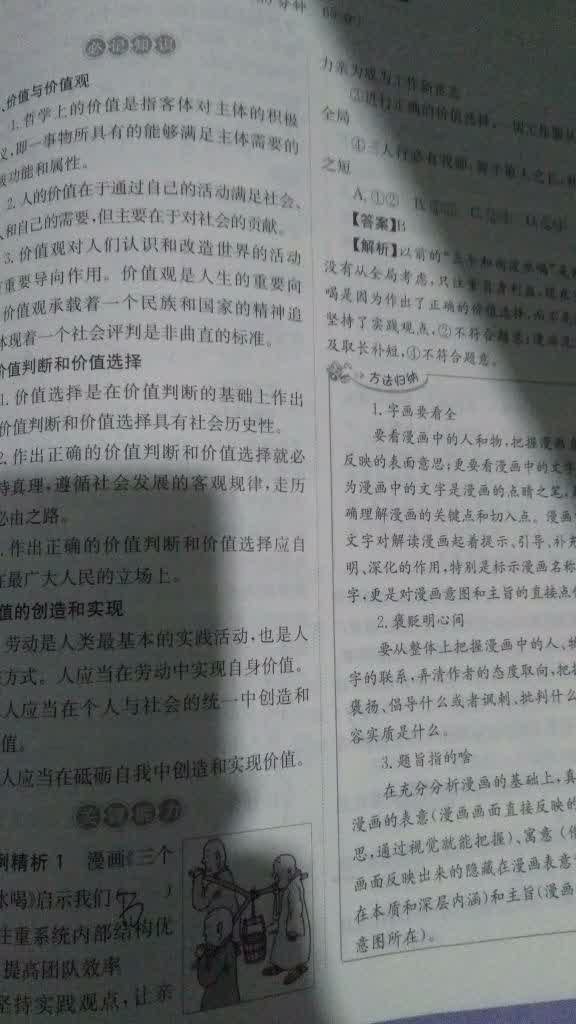 分钟
必记知识
价值与价值观
1.哲学上的价值是指客体对主体的积极
义,即一事物所具有的能够满足主体需要的
功能和属性。
2.人的价值在于通过自己的活动满足社会、
人和自己的需要,但主要在于对社会的贡献。
3.价值观对人们认识和改造世界的活动
重要导向作用。价值观是人生的重要向
价值观承载着一个民族和国家的精神追
体现着一个社会评判是非曲直的标准。
价值判断和价值选择
1.价值选择是在价值判断的基础上作出
价值判断和价值选择具有社会历史性。
2.作出正确的价值判断和价值选择就必
持真理,遵循社会发展的客观规律,走历
必由之路。
.作出正确的价值判断和价值选择应自
在最广大人民的立场上。
值的创造和实现
劳动是人类最基本的实践活动,也是人
方式。人应当在劳动中实现自身价值。
人应当在个人与社会的统一中创造和
值。
人应当在砥砺自我中创造和实现价值。
关键能力
例精析1 漫画《三个
水喝》启示我们( B )
注重系统内部结构优
提高团队效率
坚持实践观点,让亲
力亲为成为工作新常态
③进行正确的价值选择,
全局
④三人行必有我师,
之短
A.①②
【答案】B
【解析】以前的“三个和尚没水喝”
没有从全局考虑,只注重自身利益,
喝是因为作出了正确的价值选择,
坚持了实践观点,②不符合题意;
及取长补短,④不符合题意。
方法归纳
1.字画要看全
要看漫画中的人和物,把握漫画
反映的表面意思;更要看漫画中的文字
为漫画中的文字是漫画的点睛之笔,
确理解漫画的关键点和切入点。漫画
文字对解读漫画起着提示、引导、补充
明、深化的作用,特别是标示漫画名称
字,更是对漫画意图和主旨的直接点
2.褒贬明心间
要从整体上把握漫画中的人、物
字的联系,弄清作者的态度取向,把握
褒扬、倡导什么或者讽刺、批判什么
容实质是什么。
3.题旨指的啥
在充分分析漫画的基础上,真
漫画的表意(漫画画面直接反映的
思,通过视觉就能把握)、寓意(
画面反映出来的隐藏在漫画表意
在本质和深层内涵)和主旨(漫画
意图所在)。